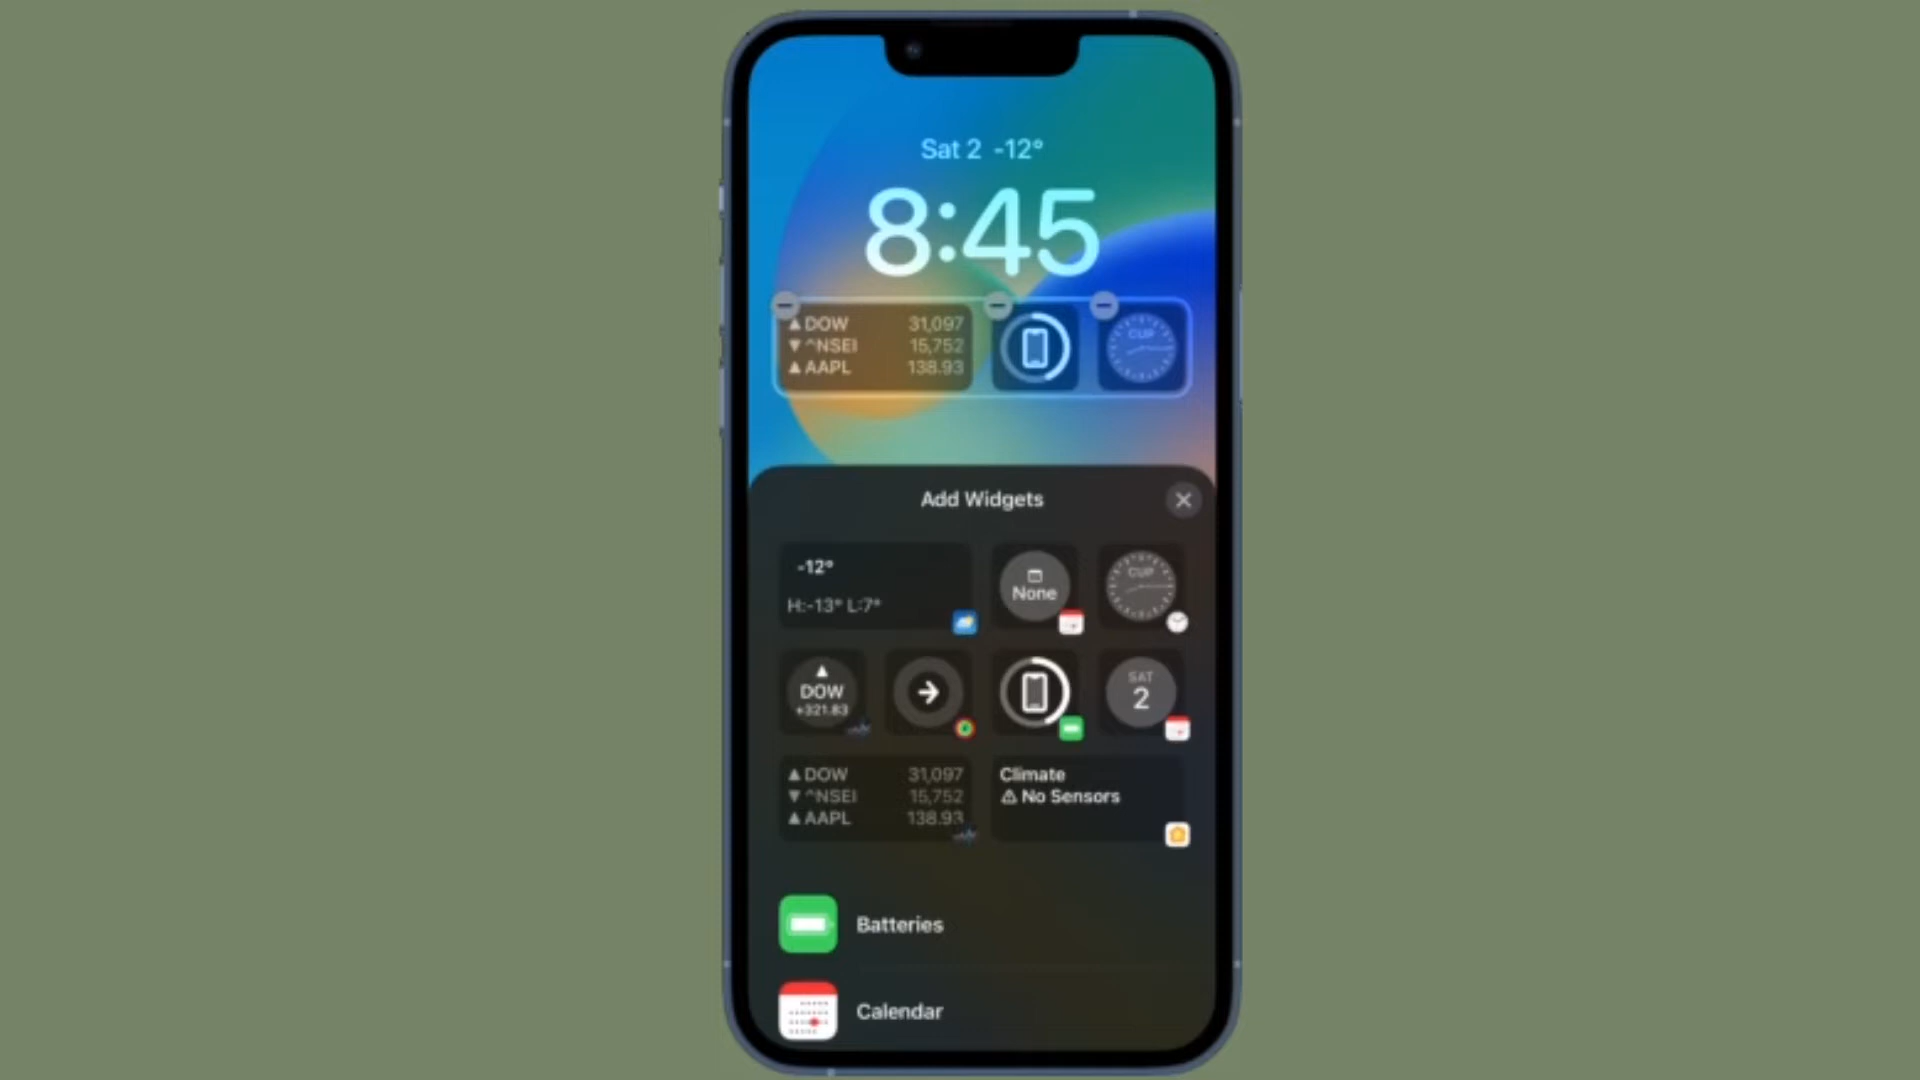 Sat 2 -12°
8:45
▲ DOW 31,097
▼ ^NSEI 15,752
▲ AAPL 138.93
CUP
Add Widgets
-12°
H:-13° L:7°
None
CUP
▲
DOW
+321.83
SAT
2
▲ DOW 31,097
▼ ^NSEI 15,752
▲ AAPL 138.93
Climate
No Sensors
Batteries
Calendar